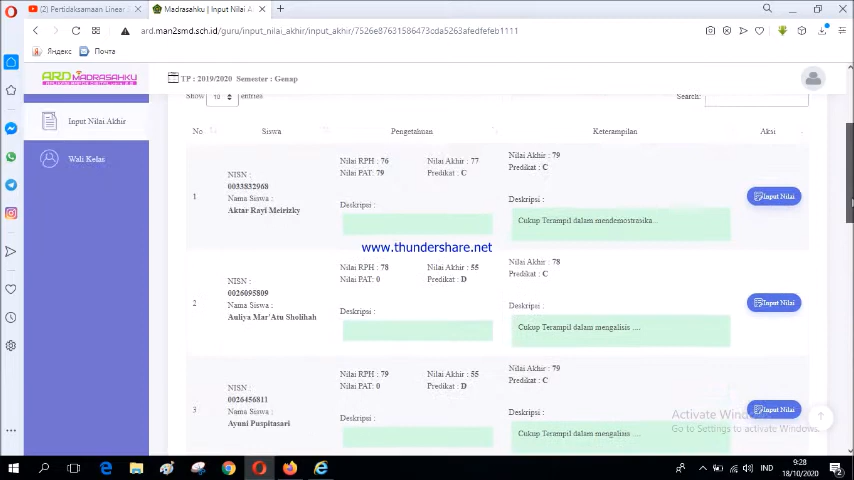 Pertidaksamaan Linear
Madrasahku | Input Nilai A
ard.man2smd.sch.id/guru/input_nilai_akhir/input_akhir/7526e87631586473cda5263afedfefeb1111
Яндекс
Почта
ARD MADRASAHKU
TP : 2019/2020 Semester : Genap
Input Nilai Akhir
Wali Kelas
Show 10 entries
Search:
No Siswa Pengetahuan Keterampilan Aksi
1
NISN :
0033832968
Nama Siswa :
Aktar Rayi Meirizky
Nilai RPH : 76 Nilai Akhir : 77
Nilai PAT: 79 Predikat : C
Deskripsi :
Nilai Akhir : 79
Predikat : C
Deskripsi :
Cukup Terampil dalam mendemostrasika...
Input Nilai
www.thundershare.net
2
NISN :
0026095809
Nama Siswa :
Auliya Mar'Atu Sholihah
Nilai RPH : 78 Nilai Akhir : 55
Nilai PAT: 0 Predikat : D
Deskripsi :
Nilai Akhir : 78
Predikat : C
Deskripsi :
Cukup Terampil dalam mengalisis ....
Input Nilai
3
NISN :
0026456811
Nama Siswa :
Ayuni Puspitasari
Nilai RPH : 79 Nilai Akhir : 55
Nilai PAT: 0 Predikat : D
Deskripsi :
Nilai Akhir : 79
Predikat : C
Deskripsi :
Cukup Terampil dalam mengalisis ....
Input Nilai
Activate Windows
Go to Settings to activate Windows.
IND
9:28
18/10/2020
2